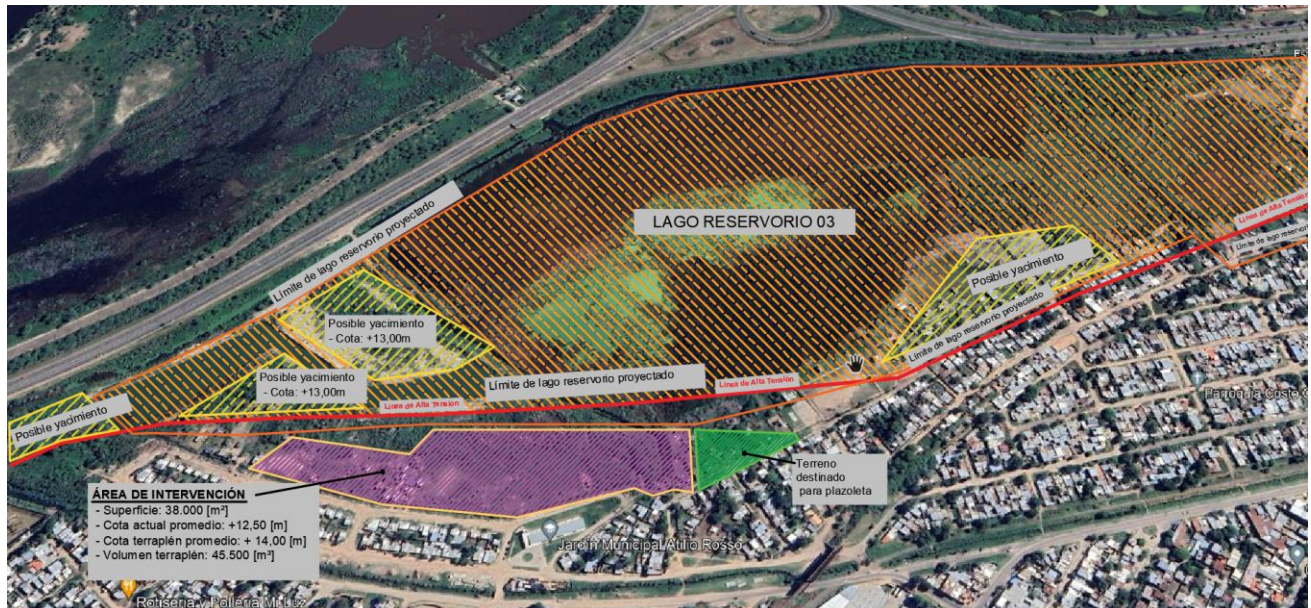 Límite de lago reservorio proyectado
LAGO RESERVORIO 03
Línea de Alta Tensión
Límite de lago reservorio
Posible yacimiento
Límite de lago reservorio proyectado
Posible yacimiento
- Cota: +13,00m
Posible yacimiento
- Cota: +13,00m
Límite de lago reservorio proyectado
Línea de Alta Tensión
Línea de Alta Tensión
Posible yacimiento
Terreno
destinado
para plazoleta
ÁREA DE INTERVENCIÓN
- Superficie: 38.000 [m²]
- Cota actual promedio: +12,50 [m]
- Cota terraplén promedio: + 14,00 [m]
- Volumen terraplén: 45.500 [m³]
Jardín Municipal Atilio Rosso
Parroquia Cristo
Rotisería y Pollería Mi Luz